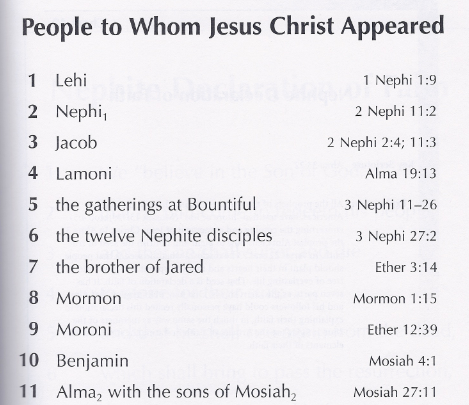 People to Whom Jesus Christ Appeared
1 Lehi 1 Nephi 1:9
2 Nephi₁ 2 Nephi 11:2
3 Jacob 2 Nephi 2:4; 11:3
4 Lamoni Alma 19:13
5 the gatherings at Bountiful 3 Nephi 11–26
6 the twelve Nephite disciples 3 Nephi 27:2
7 the brother of Jared Ether 3:14
8 Mormon Mormon 1:15
9 Moroni Ether 12:39
10 Benjamin Mosiah 4:1
11 Alma₂ with the sons of Mosiah₂ Mosiah 27:11